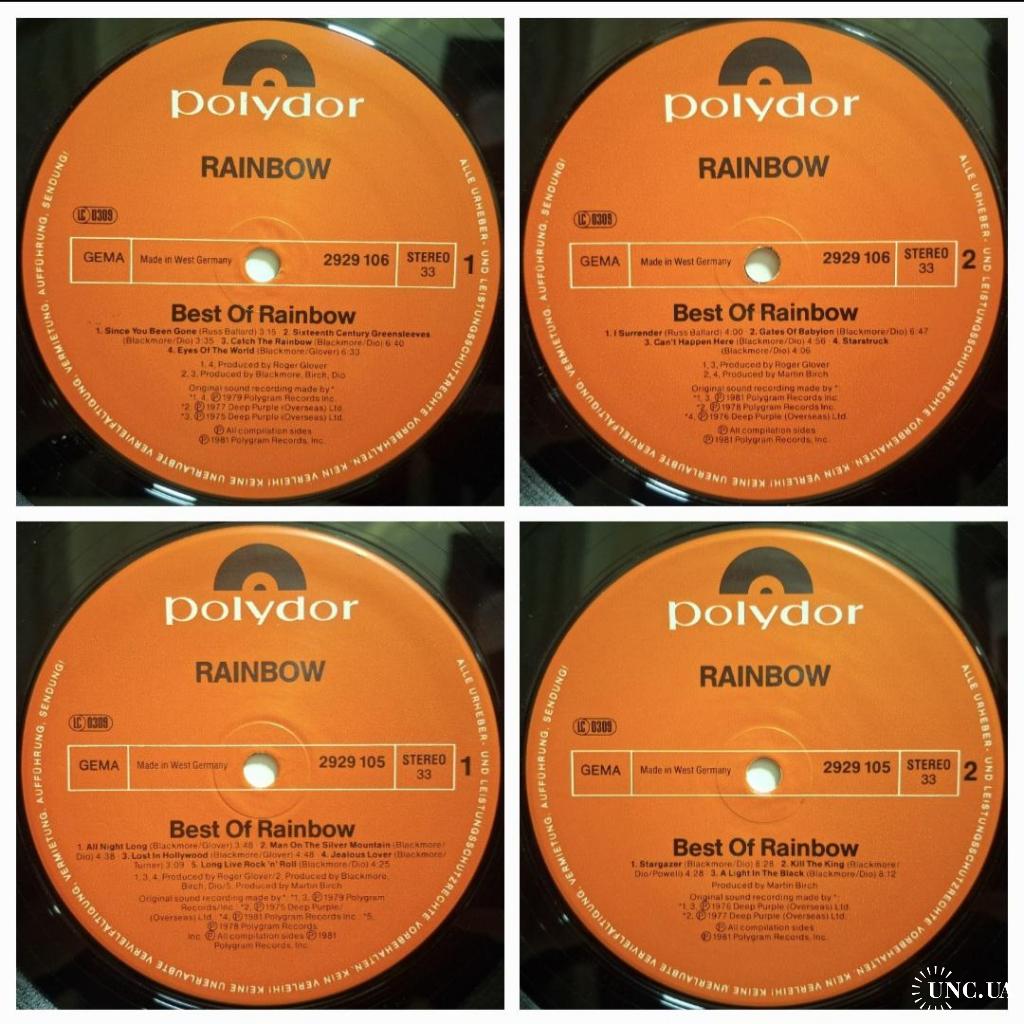 polydor
RAINBOW
ALLE URHEBER- UND LEISTUNGSSCHUTZRECHTE VORBEHALTEN. KEIN VERLEIH! KEINE UNERLAUBTE VERVIELFÄLTIGUNG, VERMIETUNG, AUFFÜHRUNG, SENDUNG!
LC 0309
GEMA Made in West Germany 2929 106 STEREO 33 1
Best Of Rainbow
1. Since You Been Gone (Russ Ballard) 3:15 2. Sixteenth Century Greensleeves
(Blackmore/Dio) 3:35 3. Catch The Rainbow (Blackmore/Dio) 6:40
4. Eyes Of The World (Blackmore/Glover) 6:33
1, 4, Produced by Roger Glover
2, 3, Produced by Blackmore, Birch, Dio
Original sound recording made by *:
*1, 4, ℗ 1979 Polygram Records Inc.
*2, ℗ 1977 Deep Purple (Overseas) Ltd.
*3, ℗ 1975 Deep Purple (Overseas) Ltd.
℗ All compilation sides
℗ 1981 Polygram Records, Inc.
polydor
RAINBOW
ALLE URHEBER- UND LEISTUNGSSCHUTZRECHTE VORBEHALTEN. KEIN VERLEIH! KEINE UNERLAUBTE VERVIELFÄLTIGUNG, VERMIETUNG, AUFFÜHRUNG, SENDUNG!
LC 0309
GEMA Made in West Germany 2929 106 STEREO 33 2
Best Of Rainbow
1. I Surrender (Russ Ballard) 4:00 2. Gates Of Babylon (Blackmore/Dio) 6:47
3. Can't Happen Here (Blackmore/Dio) 4:56 4. Starstruck
(Blackmore/Dio) 4:06
1, 3, Produced by Roger Glover
2, 4, Produced by Martin Birch
Original sound recording made by *:
*1, 3, ℗ 1981 Polygram Records Inc.
*2, ℗ 1978 Polygram Records Inc.
*4, ℗ 1976 Deep Purple (Overseas) Ltd.
℗ All compilation sides
℗ 1981 Polygram Records, Inc.
polydor
RAINBOW
ALLE URHEBER- UND LEISTUNGSSCHUTZRECHTE VORBEHALTEN. KEIN VERLEIH! KEINE UNERLAUBTE VERVIELFÄLTIGUNG, VERMIETUNG, AUFFÜHRUNG, SENDUNG!
LC 0309
GEMA Made in West Germany 2929 105 STEREO 33 1
Best Of Rainbow
1. All Night Long (Blackmore/Glover) 3:48 2. Man On The Silver Mountain (Blackmore/
Dio) 4:38 3. Lost in Hollywood (Blackmore/Glover) 4:48 4. Jealous Lover (Blackmore/
Turner) 3:09 5. Long Live Rock 'n' Roll (Blackmore/Dio) 4:25
1, 3, 4, Produced by Roger Glover/2, Produced by Blackmore,
Birch, Dio/5, Produced by Martin Birch
Original sound recording made by *: *1, 3, ℗ 1979 Polygram
Records/Inc. *2, ℗ 1975 Deep Purple/
(Overseas) Ltd. *4, ℗ 1981 Polygram Records Inc. *5,
℗ 1978 Polygram Records
Inc. ℗ All compilation sides ℗ 1981
Polygram Records, Inc.
polydor
RAINBOW
ALLE URHEBER- UND LEISTUNGSSCHUTZRECHTE VORBEHALTEN. KEIN VERLEIH! KEINE UNERLAUBTE VERVIELFÄLTIGUNG, VERMIETUNG, AUFFÜHRUNG, SENDUNG!
LC 0309
GEMA Made in West Germany 2929 105 STEREO 33 2
Best Of Rainbow
1. Stargazer (Blackmore/Dio) 8:28 2. Kill The King (Blackmore/
Dio/Powell) 4:28 3. A Light In The Black (Blackmore/Dio) 8:12
Produced by Martin Birch
Original sound recording made by *:
*1, 3, ℗ 1976 Deep Purple (Overseas) Ltd.
*2, ℗ 1977 Deep Purple (Overseas) Ltd.
℗ All compilation sides
℗ 1981 Polygram Records, Inc.
UNC.UA